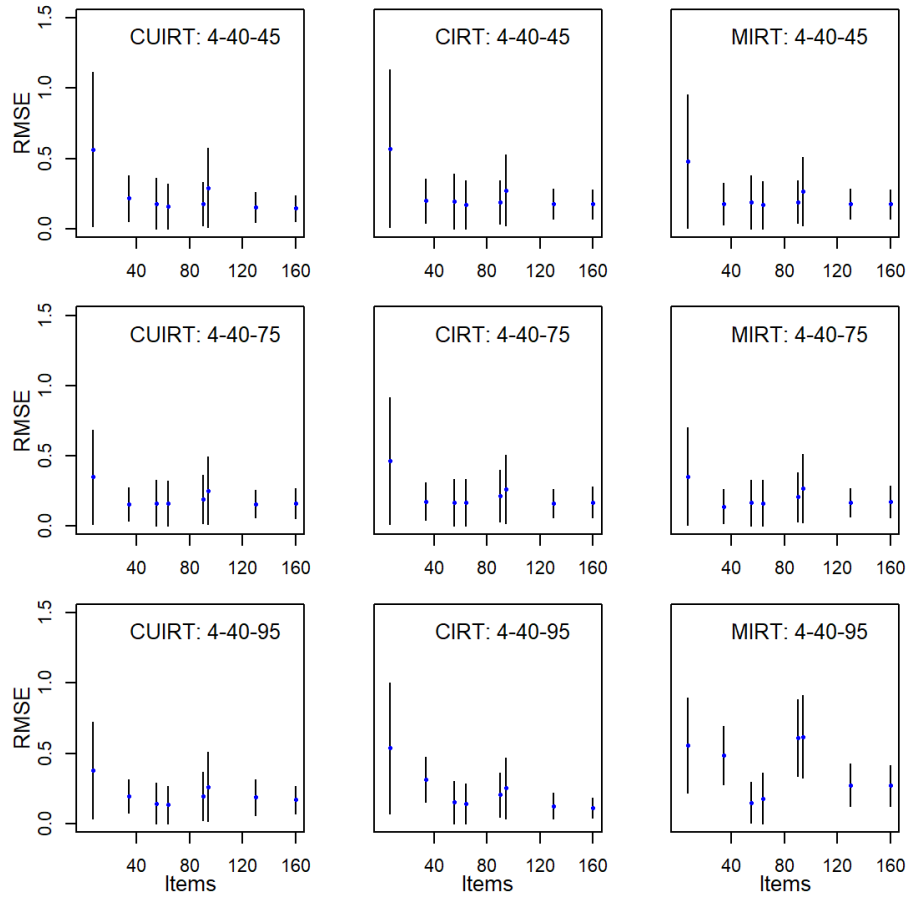 CUIRT: 4-40-45
RMSE
0.0 0.5 1.0 1.5
40 80 120 160
CIRT: 4-40-45
40 80 120 160
MIRT: 4-40-45
40 80 120 160
CUIRT: 4-40-75
RMSE
0.0 0.5 1.0 1.5
40 80 120 160
CIRT: 4-40-75
40 80 120 160
MIRT: 4-40-75
40 80 120 160
CUIRT: 4-40-95
RMSE
0.0 0.5 1.0 1.5
40 80 120 160
Items
CIRT: 4-40-95
40 80 120 160
Items
MIRT: 4-40-95
40 80 120 160
Items